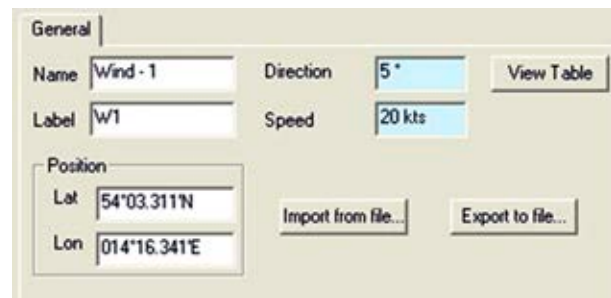 General
Name Wind - 1 Direction 5 ° View Table
Label W1 Speed 20 kts
Position
Lat 54°03.311'N
Import from file... Export to file...
Lon 014°16.341'E